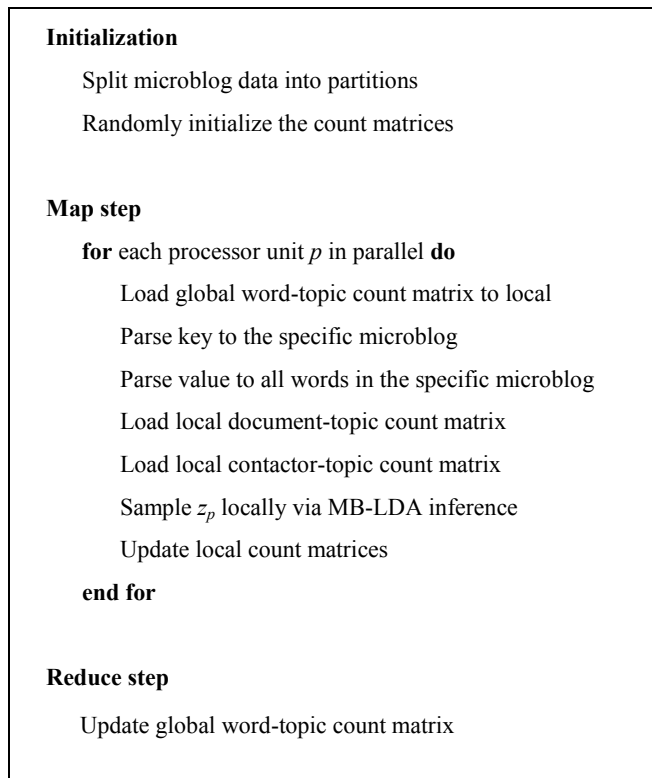 Initialization
Split microblog data into partitions
Randomly initialize the count matrices
Map step
for each processor unit p in parallel do
Load global word-topic count matrix to local
Parse key to the specific microblog
Parse value to all words in the specific microblog
Load local document-topic count matrix
Load local contactor-topic count matrix
Sample zp locally via MB-LDA inference
Update local count matrices
end for
Reduce step
Update global word-topic count matrix